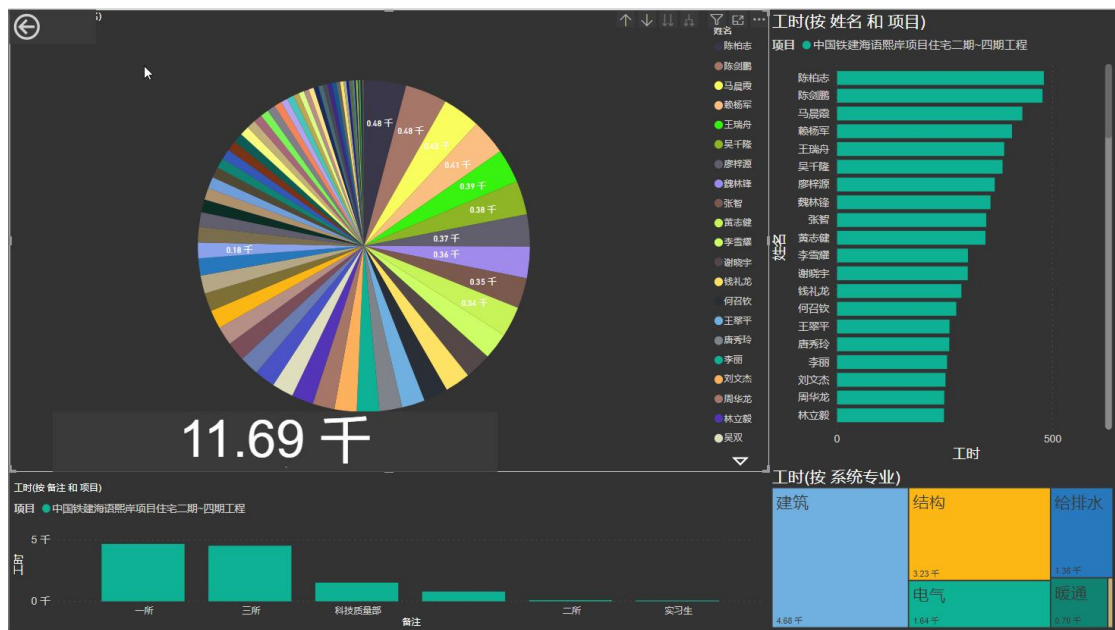 工时(按 姓名 和 项目)
项目 中国铁建海语熙岸项目住宅二期~四期工程
姓名
陈柏志
陈剑鹏
马晨霞
赖杨军
王瑞舟
吴千隆
廖梓源
魏林锋
张智
黄志健
李雪耀
谢晓宇
钱礼龙
何召钦
王翠平
唐秀玲
李丽
刘文杰
周华龙
林立毅
吴双
0.48 千
0.48 千
0.43 千
0.41 千
0.39 千
0.38 千
0.37 千
0.36 千
0.35 千
0.34 千
0.18 千
11.69 千
姓名
陈柏志
陈剑鹏
马晨霞
赖杨军
王瑞舟
吴千隆
廖梓源
魏林锋
张智
黄志健
李雪耀
谢晓宇
钱礼龙
何召钦
王翠平
唐秀玲
李丽
刘文杰
周华龙
林立毅
0 500
工时
工时(按 备注 和 项目)
项目 中国铁建海语熙岸项目住宅二期~四期工程
工时
5 千
0 千
一所 三所 科技质量部 二所 实习生
备注
工时(按 系统专业)
建筑
4.68 千
结构
3.23 千
给排水
1.38 千
电气
1.64 千
暖通
0.70 千